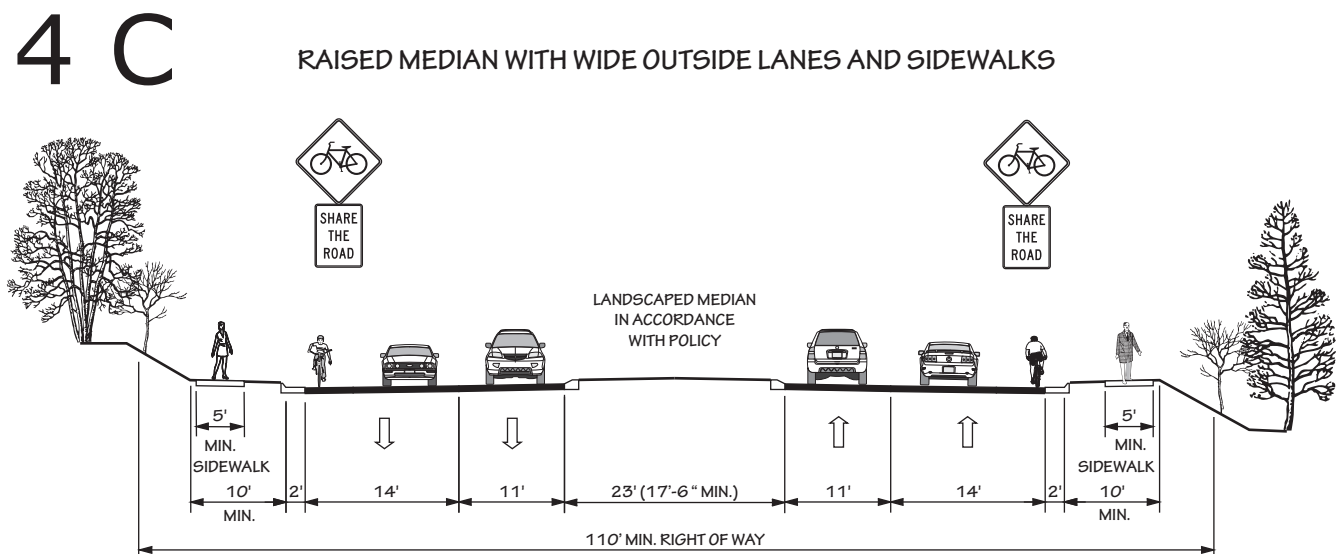 4 C
RAISED MEDIAN WITH WIDE OUTSIDE LANES AND SIDEWALKS
SHARE
THE
ROAD
SHARE
THE
ROAD
LANDSCAPED MEDIAN
IN ACCORDANCE
WITH POLICY
5'
MIN.
SIDEWALK
5'
MIN.
SIDEWALK
10'
MIN.
2'
14'
11'
23' (17'-6 " MIN.)
11'
14'
2'
10'
MIN.
110' MIN. RIGHT OF WAY